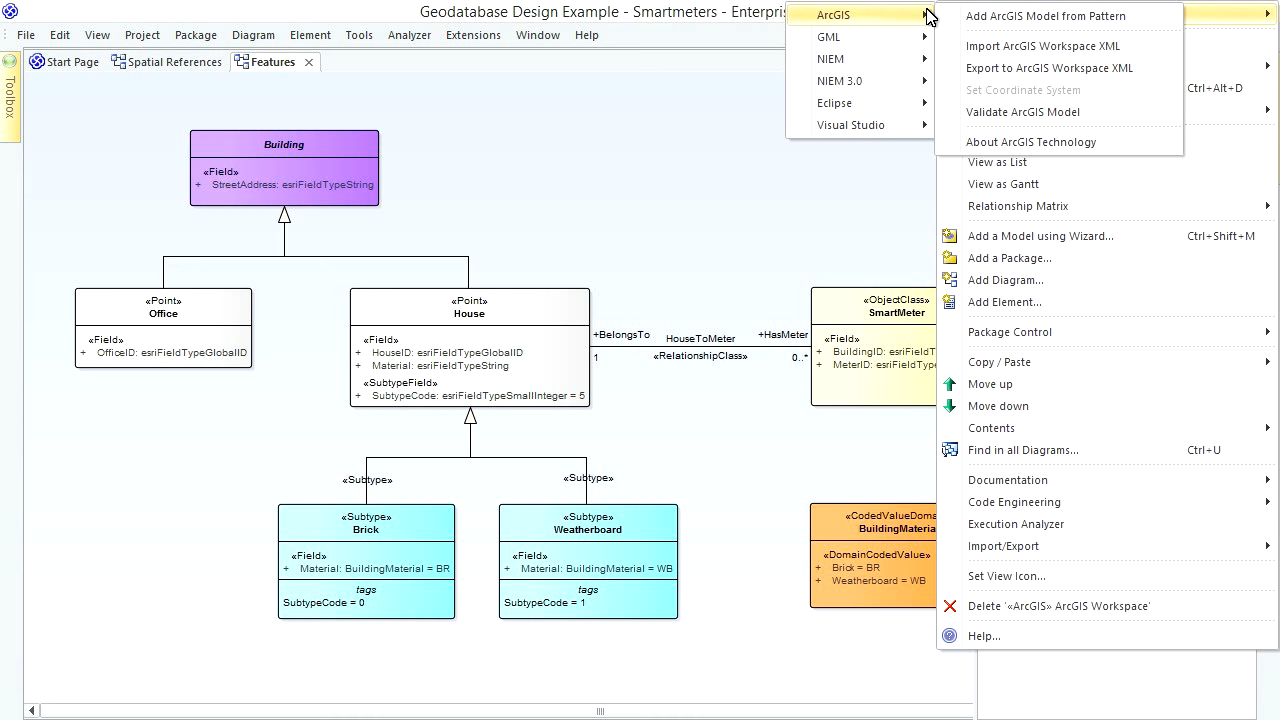 Geodatabase Design Example - Smartmeters - Enterpris
File Edit View Project Package Diagram Element Tools Analyzer Extensions Window Help
Start Page Spatial References Features
Toolbox
ArcGIS
GML
NIEM
NIEM 3.0
Eclipse
Visual Studio
Add ArcGIS Model from Pattern
Import ArcGIS Workspace XML
Export to ArcGIS Workspace XML
Set Coordinate System
Validate ArcGIS Model
About ArcGIS Technology
Ctrl+Alt+D
View as List
View as Gantt
Relationship Matrix
Add a Model using Wizard... Ctrl+Shift+M
Add a Package...
Add Diagram...
Add Element...
Package Control
Copy / Paste
Move up
Move down
Contents
Find in all Diagrams... Ctrl+U
Documentation
Code Engineering
Execution Analyzer
Import/Export
Set View Icon...
Delete '«ArcGIS» ArcGIS Workspace'
Help...
Building
«Field»
+ StreetAddress: esriFieldTypeString
«Point»
Office
«Field»
+ OfficeID: esriFieldTypeGlobalID
«Point»
House
«Field»
+ HouseID: esriFieldTypeGlobalID
+ Material: esriFieldTypeString
«SubtypeField»
+ SubtypeCode: esriFieldTypeSmallInteger = 5
+BelongsTo HouseToMeter +HasMeter
1 «RelationshipClass» 0..*
«ObjectClass»
SmartMeter
«Field»
+ BuildingID: esriFieldT
+ MeterID: esriFieldType
«Subtype» «Subtype»
«Subtype»
Brick
«Field»
+ Material: BuildingMaterial = BR
tags
SubtypeCode = 0
«Subtype»
Weatherboard
«Field»
+ Material: BuildingMaterial = WB
tags
SubtypeCode = 1
«CodedValueDoma
BuildingMateria
«DomainCodedValue»
+ Brick = BR
+ Weatherboard = WB